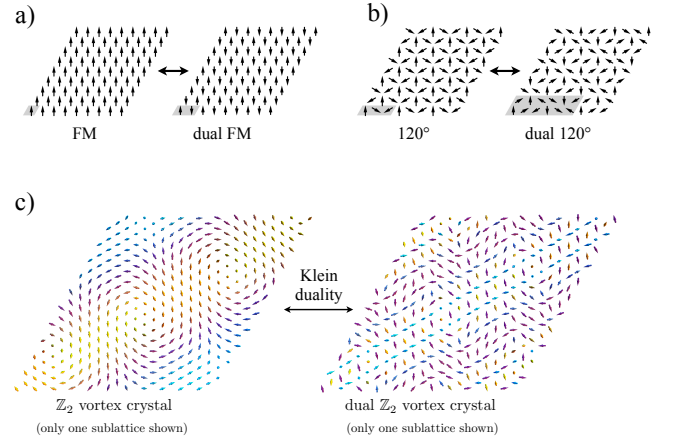 a)
b)
FM
dual FM
120°
dual 120°
c)
Klein
duality
ℤ₂ vortex crystal
(only one sublattice shown)
dual ℤ₂ vortex crystal
(only one sublattice shown)